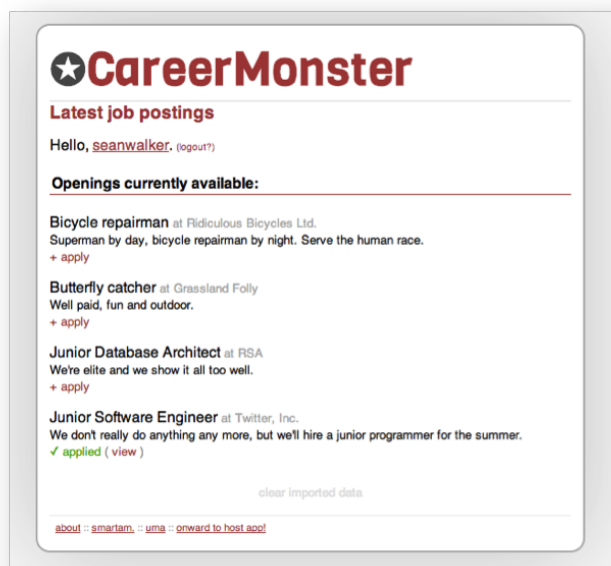 CareerMonster
Latest job postings
Hello, seanwalker. (logout?)
Openings currently available:
Bicycle repairman at Ridiculous Bicycles Ltd.
Superman by day, bicycle repairman by night. Serve the human race.
+ apply
Butterfly catcher at Grassland Folly
Well paid, fun and outdoor.
+ apply
Junior Database Architect at RSA
We're elite and we show it all too well.
+ apply
Junior Software Engineer at Twitter, Inc.
We don't really do anything any more, but we'll hire a junior programmer for the summer.
✓ applied ( view )
clear imported data
about :: smartam. :: uma :: onward to host app!